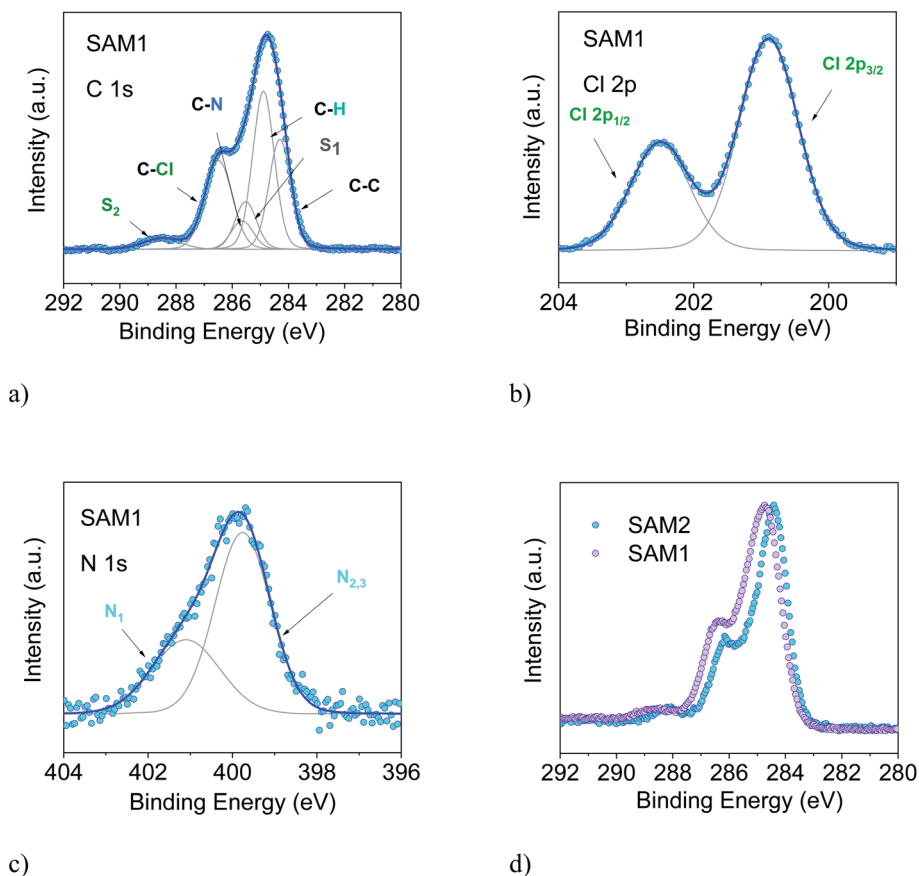 SAM1
C 1s
C-N
C-H
S1
C-Cl
C-C
S2
Intensity (a.u.)
292 290 288 286 284 282 280
Binding Energy (eV)
a)
SAM1
Cl 2p
Cl 2p3/2
Cl 2p1/2
Intensity (a.u.)
204 202 200
Binding Energy (eV)
b)
SAM1
N 1s
N1
N2,3
Intensity (a.u.)
404 402 400 398 396
Binding Energy (eV)
c)
SAM2
SAM1
Intensity (a.u.)
292 290 288 286 284 282 280
Binding Energy (eV)
d)